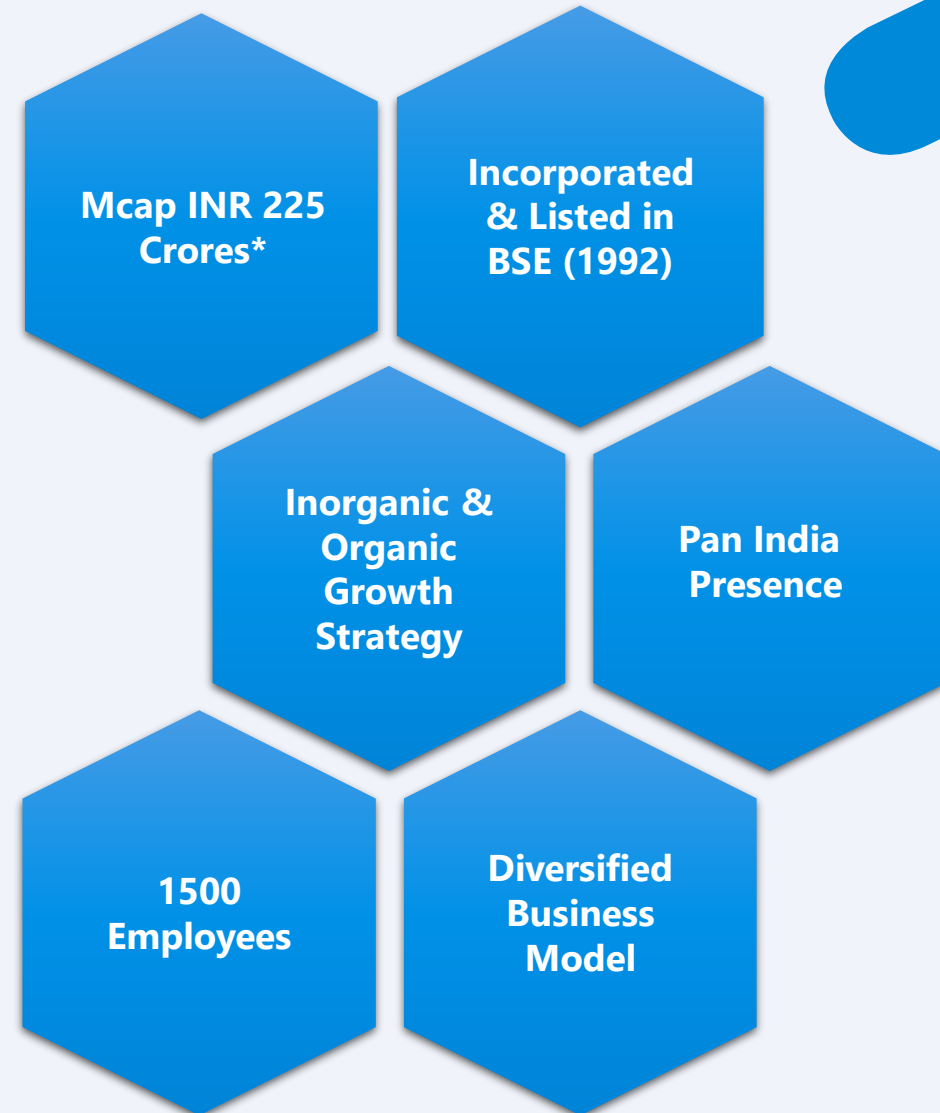 Mcap INR 225
Crores*
Incorporated
& Listed in
BSE (1992)
Inorganic &
Organic
Growth
Strategy
Pan India
Presence
1500
Employees
Diversified
Business
Model